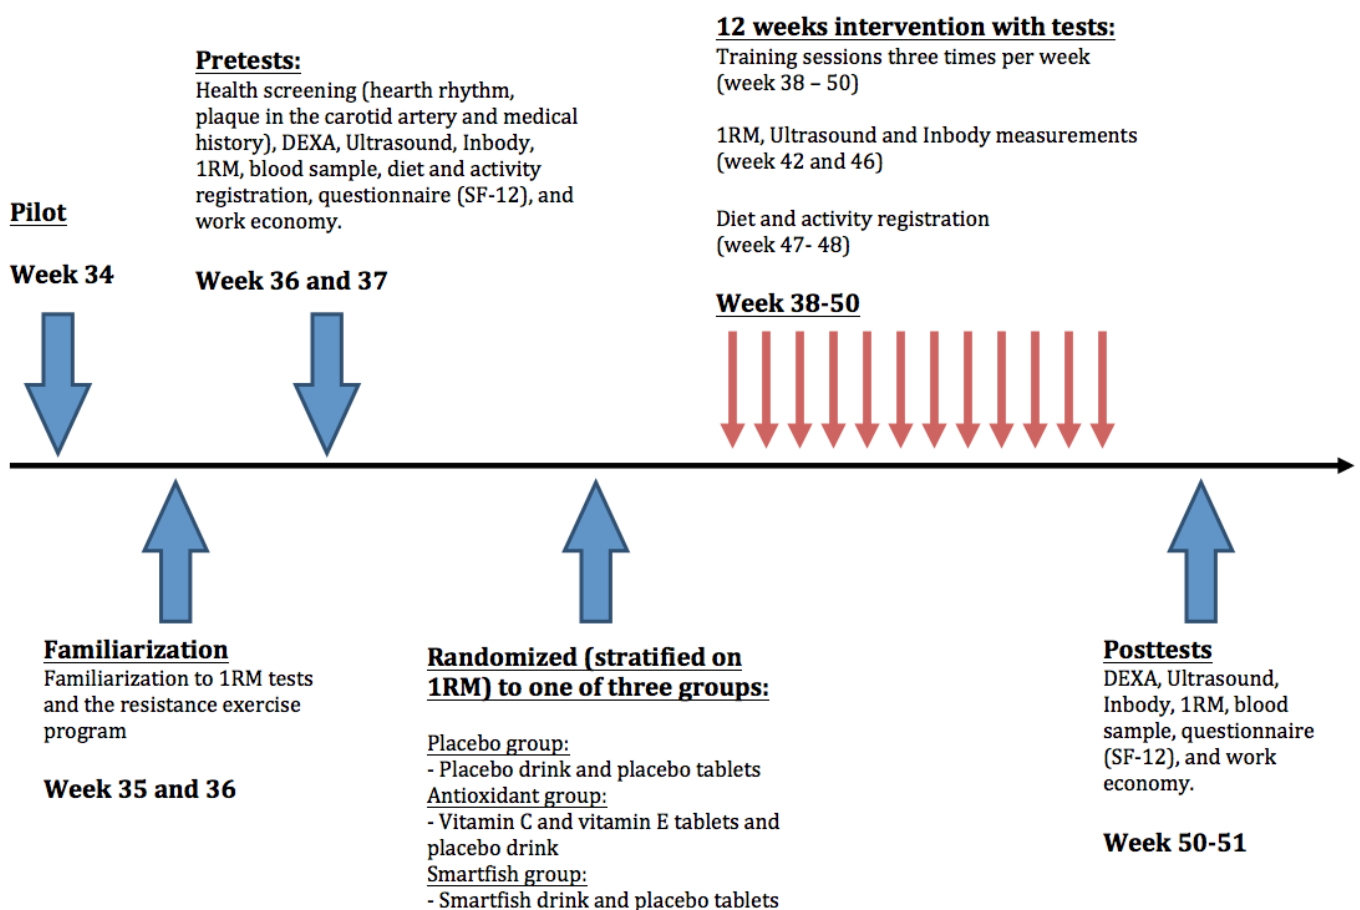 Pilot
Week 34
Pretests:
Health screening (hearth rhythm,
plaque in the carotid artery and medical
history), DEXA, Ultrasound, Inbody,
1RM, blood sample, diet and activity
registration, questionnaire (SF-12), and
work economy.
Week 36 and 37
12 weeks intervention with tests:
Training sessions three times per week
(week 38 – 50)
1RM, Ultrasound and Inbody measurements
(week 42 and 46)
Diet and activity registration
(week 47- 48)
Week 38-50
Familiarization
Familiarization to 1RM tests
and the resistance exercise
program
Week 35 and 36
Randomized (stratified on
1RM) to one of three groups:
Placebo group:
- Placebo drink and placebo tablets
Antioxidant group:
- Vitamin C and vitamin E tablets and
placebo drink
Smartfish group:
- Smartfish drink and placebo tablets
Posttests
DEXA, Ultrasound,
Inbody, 1RM, blood
sample, questionnaire
(SF-12), and work
economy.
Week 50-51